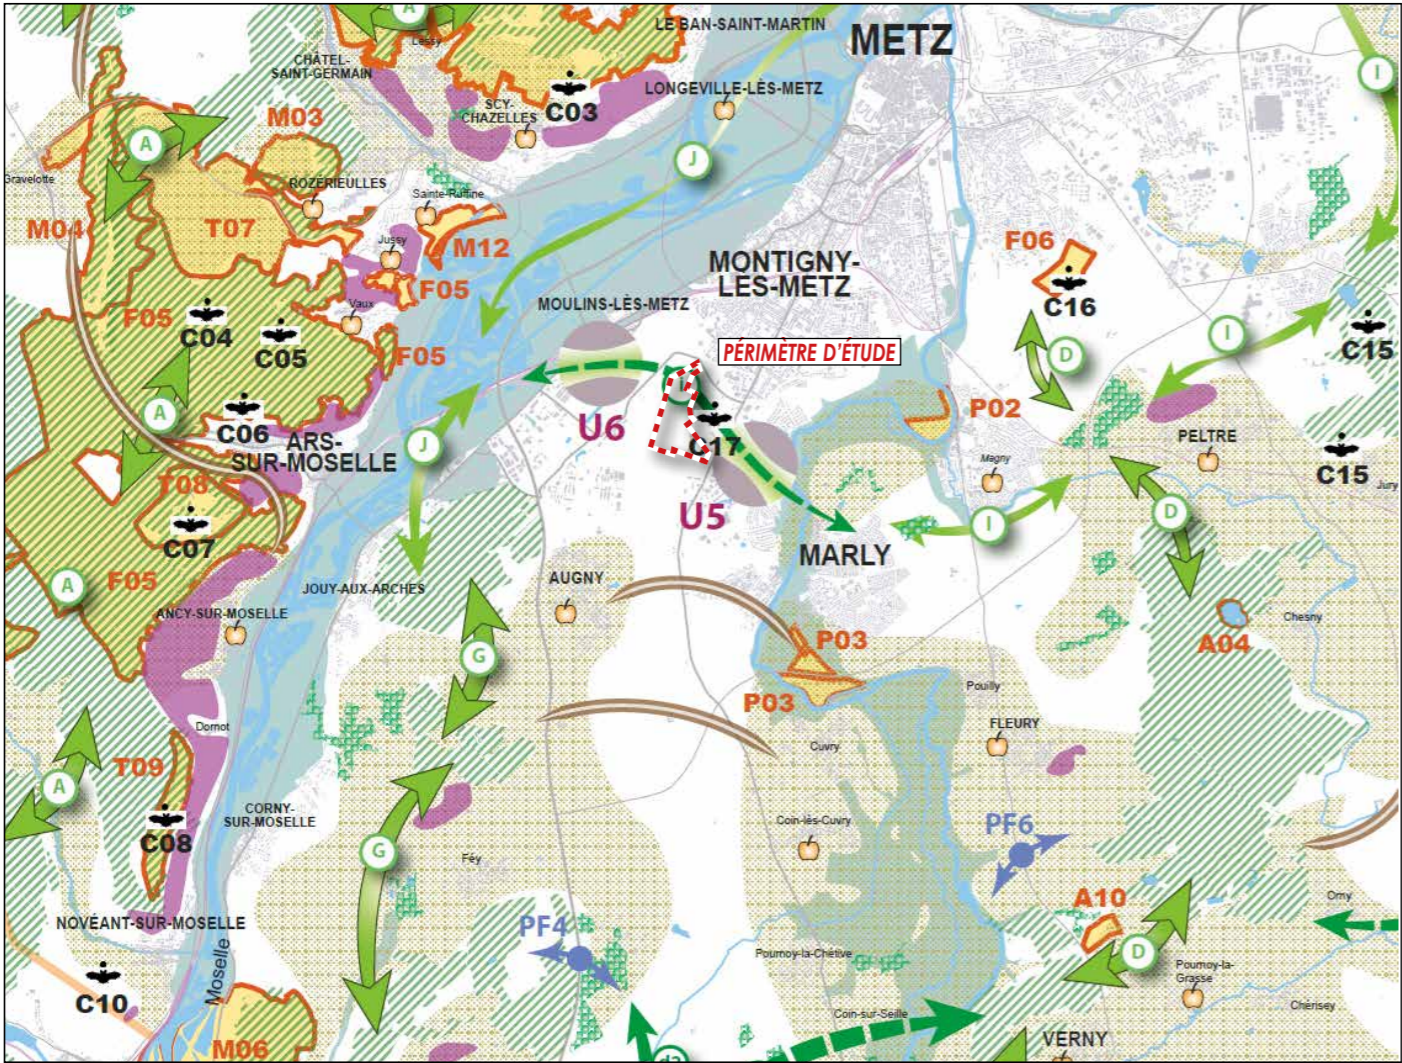 A
LE BAN-SAINT-MARTIN
METZ
Lessy
CHÂTEL-
SAINT-GERMAIN
I
LONGEVILLE-LÈS-METZ
SCY-
CHAZELLES
C03
M03
A
J
Gravelotte
ROZÉRIEULLES
Sainte-Ruffine
M04
T07
Jussy
M12
F06
MONTIGNY-
LES-METZ
F05
C16
Vaux
MOULINS-LÈS-METZ
F05
C04
C05
F05
C15
I
D
PÉRIMÈTRE D'ÉTUDE
i
A
C06
U6
C17
P02
ARS-
SUR-MOSELLE
J
PELTRE
Magny
C15
Jury
T08
U5
C07
D
I
MARLY
F05
A
JOUY-AUX-ARCHES
AUGNY
ANCY-SUR-MOSELLE
Chesny
P03
A04
G
Pouilly
P03
Dornot
FLEURY
Cuvry
T09
A
CORNY-
SUR-MOSELLE
Coin-lès-Cuvry
PF6
C08
G
Féy
A10
Orny
NOVÉANT-SUR-MOSELLE
PF4
D
Pournoy-la-Chétive
Pournoy-la-
Grasse
Moselle
C10
Chérisey
Coin-sur-Seille
M06
VERNY